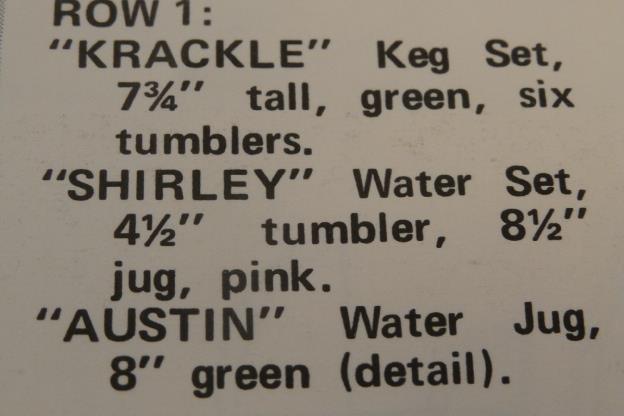 ROW 1:
"KRACKLE" Keg Set,
7¾" tall, green, six
tumblers.
"SHIRLEY" Water Set,
4½" tumbler, 8½"
jug, pink.
"AUSTIN" Water Jug,
8" green (detail).